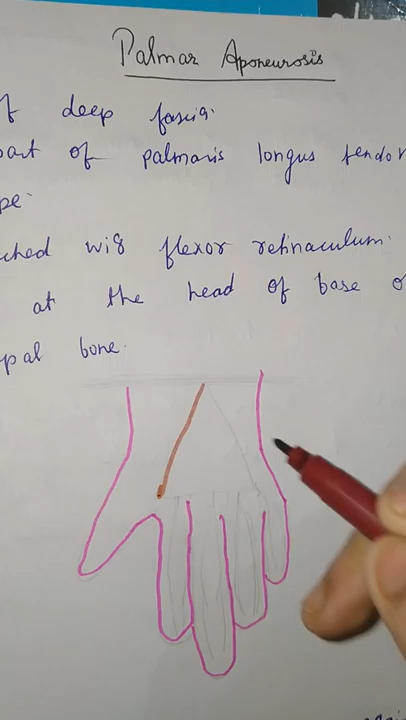 Palmar Aponeurosis
of deep fascia.
part of palmaris longus tendon
pe.
ched wig flexor retinaculum.
at the head of base o
pal bone.